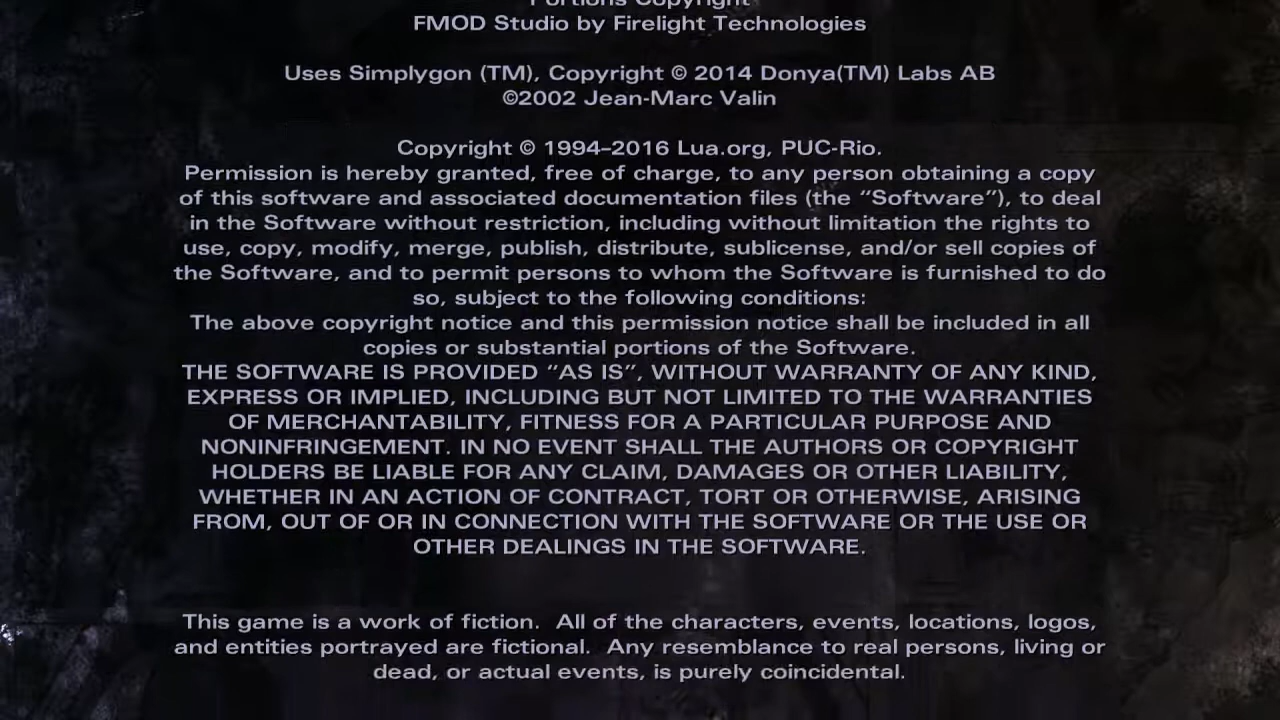 Portions Copyright
FMOD Studio by Firelight Technologies
Uses Simplygon (TM), Copyright © 2014 Donya(TM) Labs AB
©2002 Jean-Marc Valin
Copyright © 1994–2016 Lua.org, PUC-Rio.
Permission is hereby granted, free of charge, to any person obtaining a copy
of this software and associated documentation files (the “Software”), to deal
in the Software without restriction, including without limitation the rights to
use, copy, modify, merge, publish, distribute, sublicense, and/or sell copies of
the Software, and to permit persons to whom the Software is furnished to do
so, subject to the following conditions:
The above copyright notice and this permission notice shall be included in all
copies or substantial portions of the Software.
THE SOFTWARE IS PROVIDED “AS IS”, WITHOUT WARRANTY OF ANY KIND,
EXPRESS OR IMPLIED, INCLUDING BUT NOT LIMITED TO THE WARRANTIES
OF MERCHANTABILITY, FITNESS FOR A PARTICULAR PURPOSE AND
NONINFRINGEMENT. IN NO EVENT SHALL THE AUTHORS OR COPYRIGHT
HOLDERS BE LIABLE FOR ANY CLAIM, DAMAGES OR OTHER LIABILITY,
WHETHER IN AN ACTION OF CONTRACT, TORT OR OTHERWISE, ARISING
FROM, OUT OF OR IN CONNECTION WITH THE SOFTWARE OR THE USE OR
OTHER DEALINGS IN THE SOFTWARE.
This game is a work of fiction.  All of the characters, events, locations, logos,
and entities portrayed are fictional.  Any resemblance to real persons, living or
dead, or actual events, is purely coincidental.